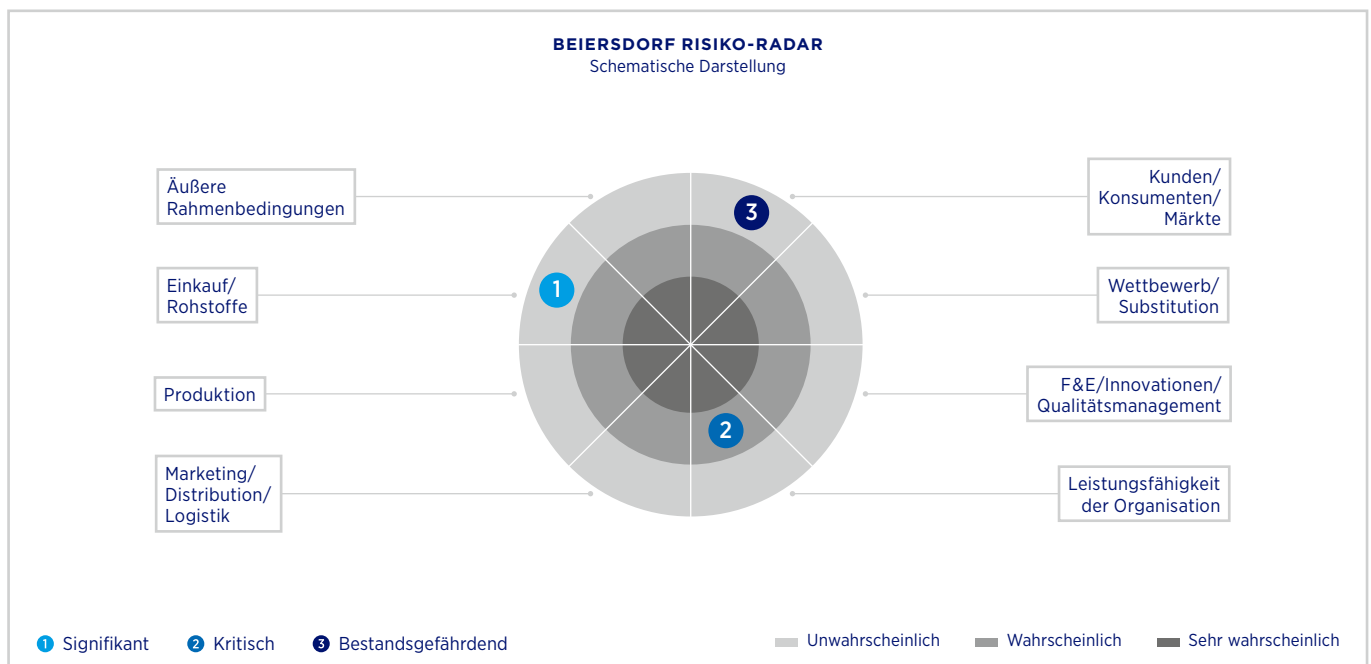 BEIERSDORF RISIKO-RADAR
Schematische Darstellung
Äußere
Rahmenbedingungen
Kunden/
Konsumenten/
Märkte
3
Einkauf/
Rohstoffe
1
Wettbewerb/
Substitution
Produktion
F&E/Innovationen/
Qualitätsmanagement
2
Marketing/
Distribution/
Logistik
Leistungsfähigkeit
der Organisation
1 Signifikant
2 Kritisch
3 Bestandsgefährdend
Unwahrscheinlich
Wahrscheinlich
Sehr wahrscheinlich